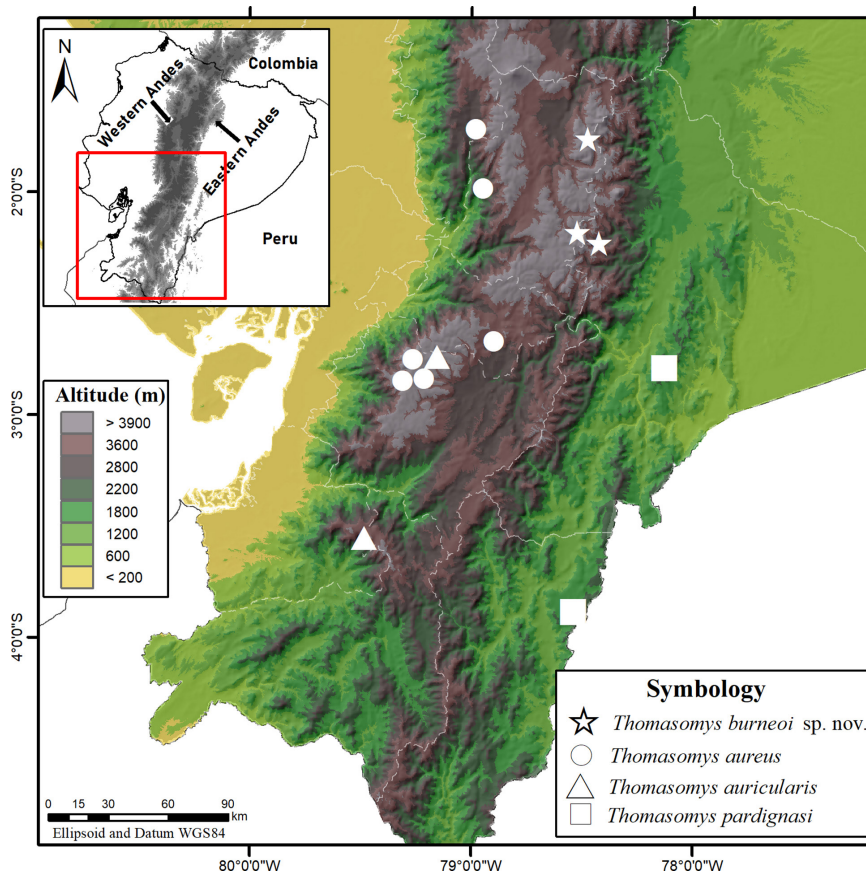 N
Colombia
Western Andes
Eastern Andes
Peru
2°0'0"S
3°0'0"S
4°0'0"S
Altitude (m)
> 3900
3600
2800
2200
1800
1200
600
< 200
Symbology
Thomasomys burneoi sp. nov.
Thomasomys aureus
Thomasomys auricularis
Thomasomys pardignasi
0 15 30 60 90
km
Ellipsoid and Datum WGS84
80°0'0"W
79°0'0"W
78°0'0"W